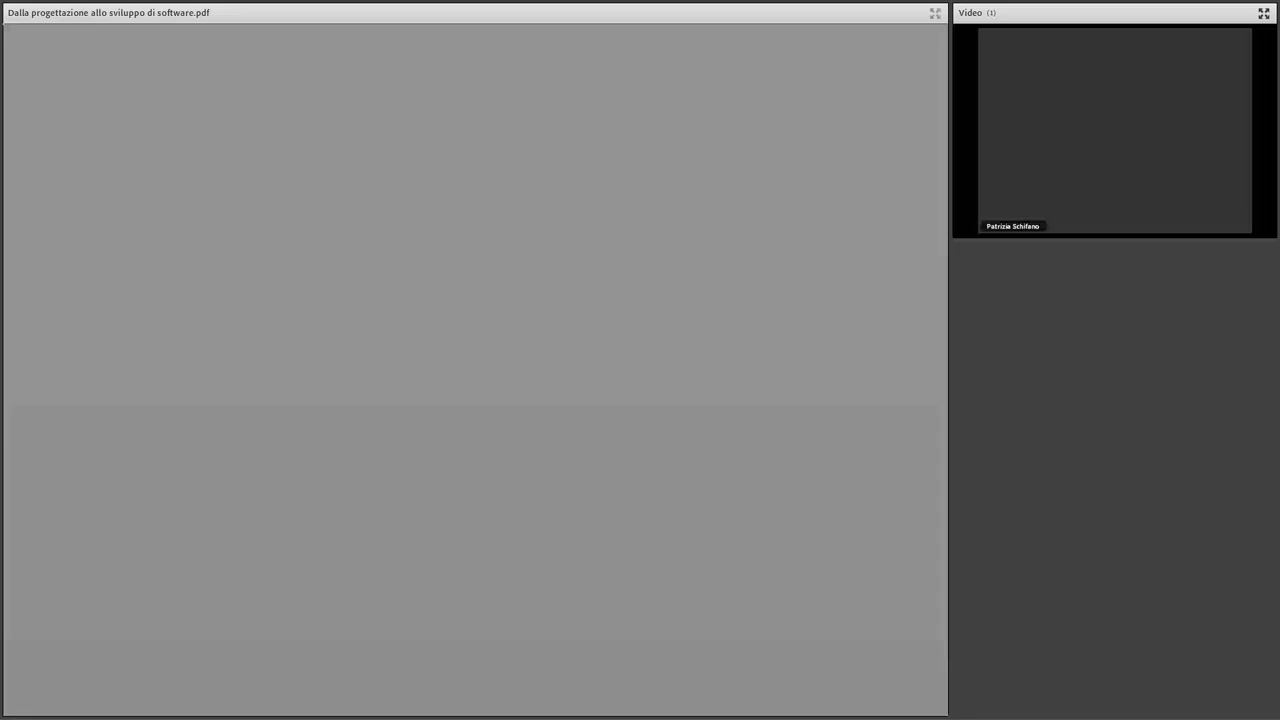 Dalla progettazione allo sviluppo di software.pdf
Video (1)
Patrizia Schifano